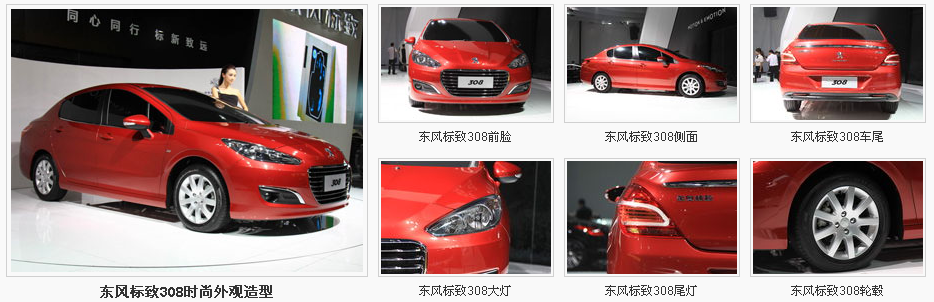 同心同行 标新致远
标致
MOTION & EMOTION
308
308
308
东风标致308前脸
东风标致308侧面
东风标致308车尾
东风标致308时尚外观造型
东风标致308大灯
东风标致308尾灯
东风标致308轮毂